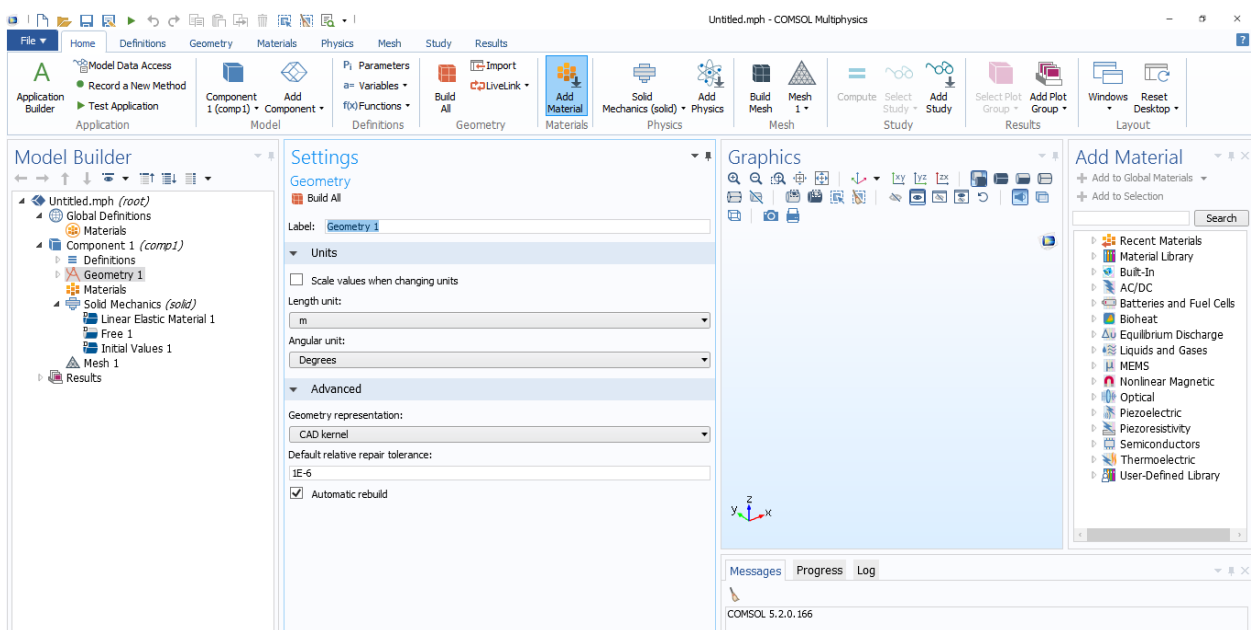 Untitled.mph - COMSOL Multiphysics
File
Home
Definitions
Geometry
Materials
Physics
Mesh
Study
Results
?
Application
Builder
Model Data Access
Record a New Method
Test Application
Application
Component
1 (comp1)
Add
Component
Model
Pi Parameters
a= Variables
f(x) Functions
Definitions
Build
All
Import
LiveLink
Geometry
Add
Material
Materials
Solid
Mechanics (solid)
Add
Physics
Physics
Build
Mesh
Mesh
1
Mesh
Compute
Select
Study
Add
Study
Study
Select Plot
Group
Add Plot
Group
Results
Windows
Reset
Desktop
Layout
Model Builder
Untitled.mph (root)
Global Definitions
Materials
Component 1 (comp1)
Definitions
Geometry 1
Materials
Solid Mechanics (solid)
Linear Elastic Material 1
Free 1
Initial Values 1
Mesh 1
Results
Settings
Geometry
Build All
Label: Geometry 1
Units
Scale values when changing units
Length unit:
m
Angular unit:
Degrees
Advanced
Geometry representation:
CAD kernel
Default relative repair tolerance:
1E-6
Automatic rebuild
Graphics
xy yz zx
z
y
x
Messages
Progress
Log
COMSOL 5.2.0.166
Add Material
Add to Global Materials
Add to Selection
Search
Recent Materials
Material Library
Built-In
AC/DC
Batteries and Fuel Cells
Bioheat
Equilibrium Discharge
Liquids and Gases
MEMS
Nonlinear Magnetic
Optical
Piezoelectric
Piezoresistivity
Semiconductors
Thermoelectric
User-Defined Library